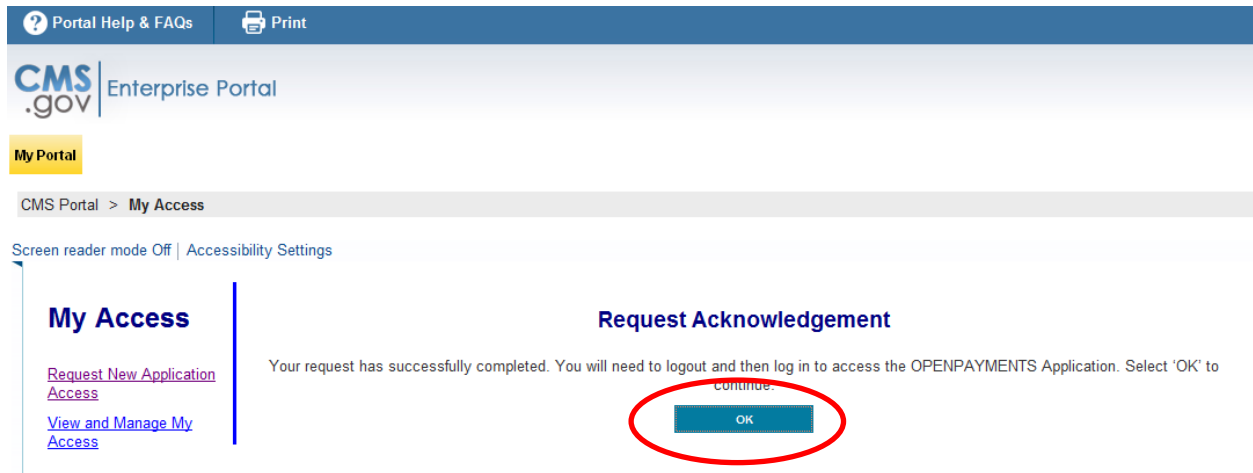 Portal Help & FAQs Print
CMS
.gov
Enterprise Portal
My Portal
CMS Portal > My Access
Screen reader mode Off | Accessibility Settings
My Access
Request New Application
Access
View and Manage My
Access
Request Acknowledgement
Your request has successfully completed. You will need to logout and then log in to access the OPENPAYMENTS Application. Select ‘OK’ to
continue.
OK